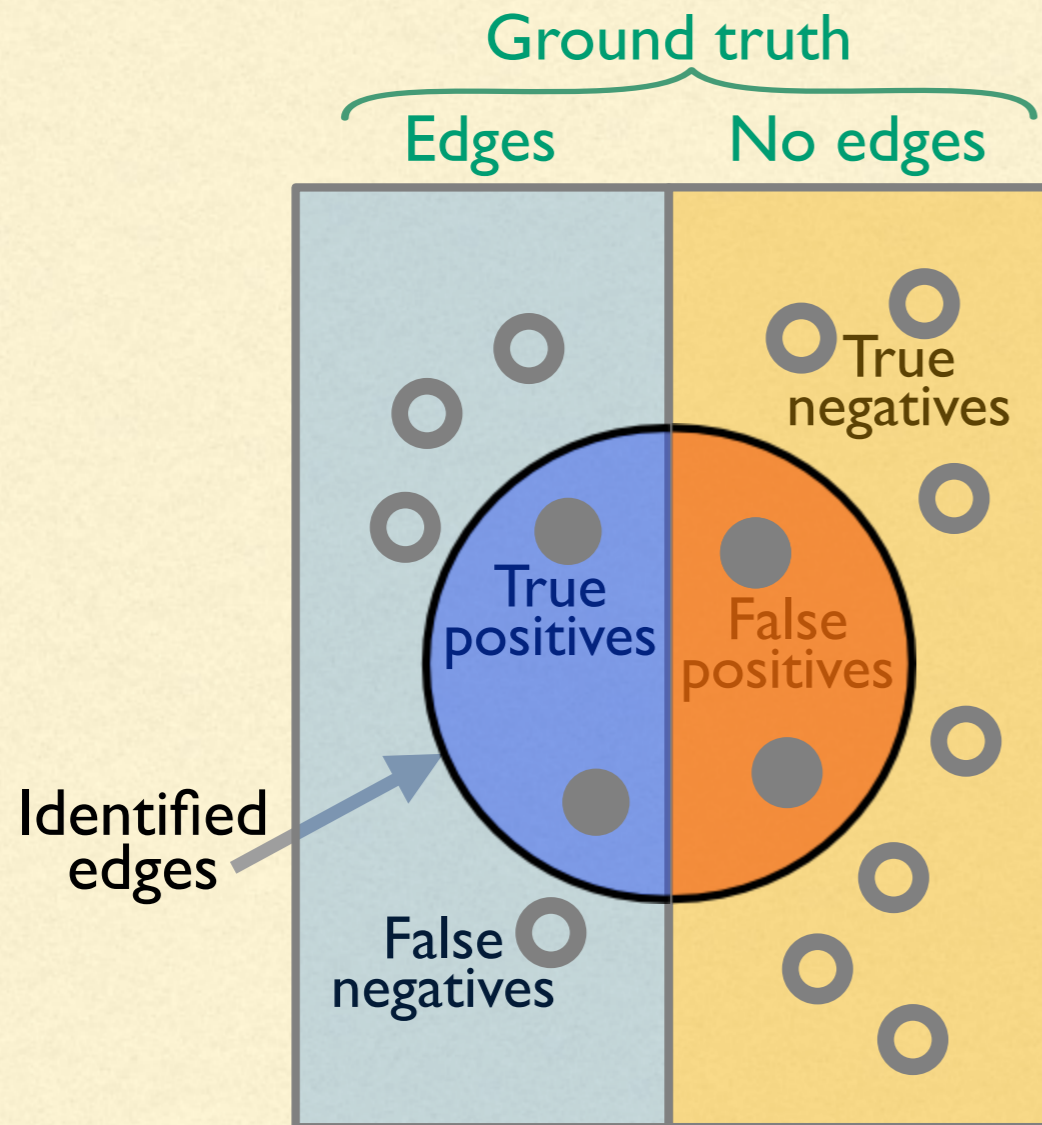 Ground truth
Edges
No edges
True
negatives
True
positives
False
positives
Identified
edges
False
negatives